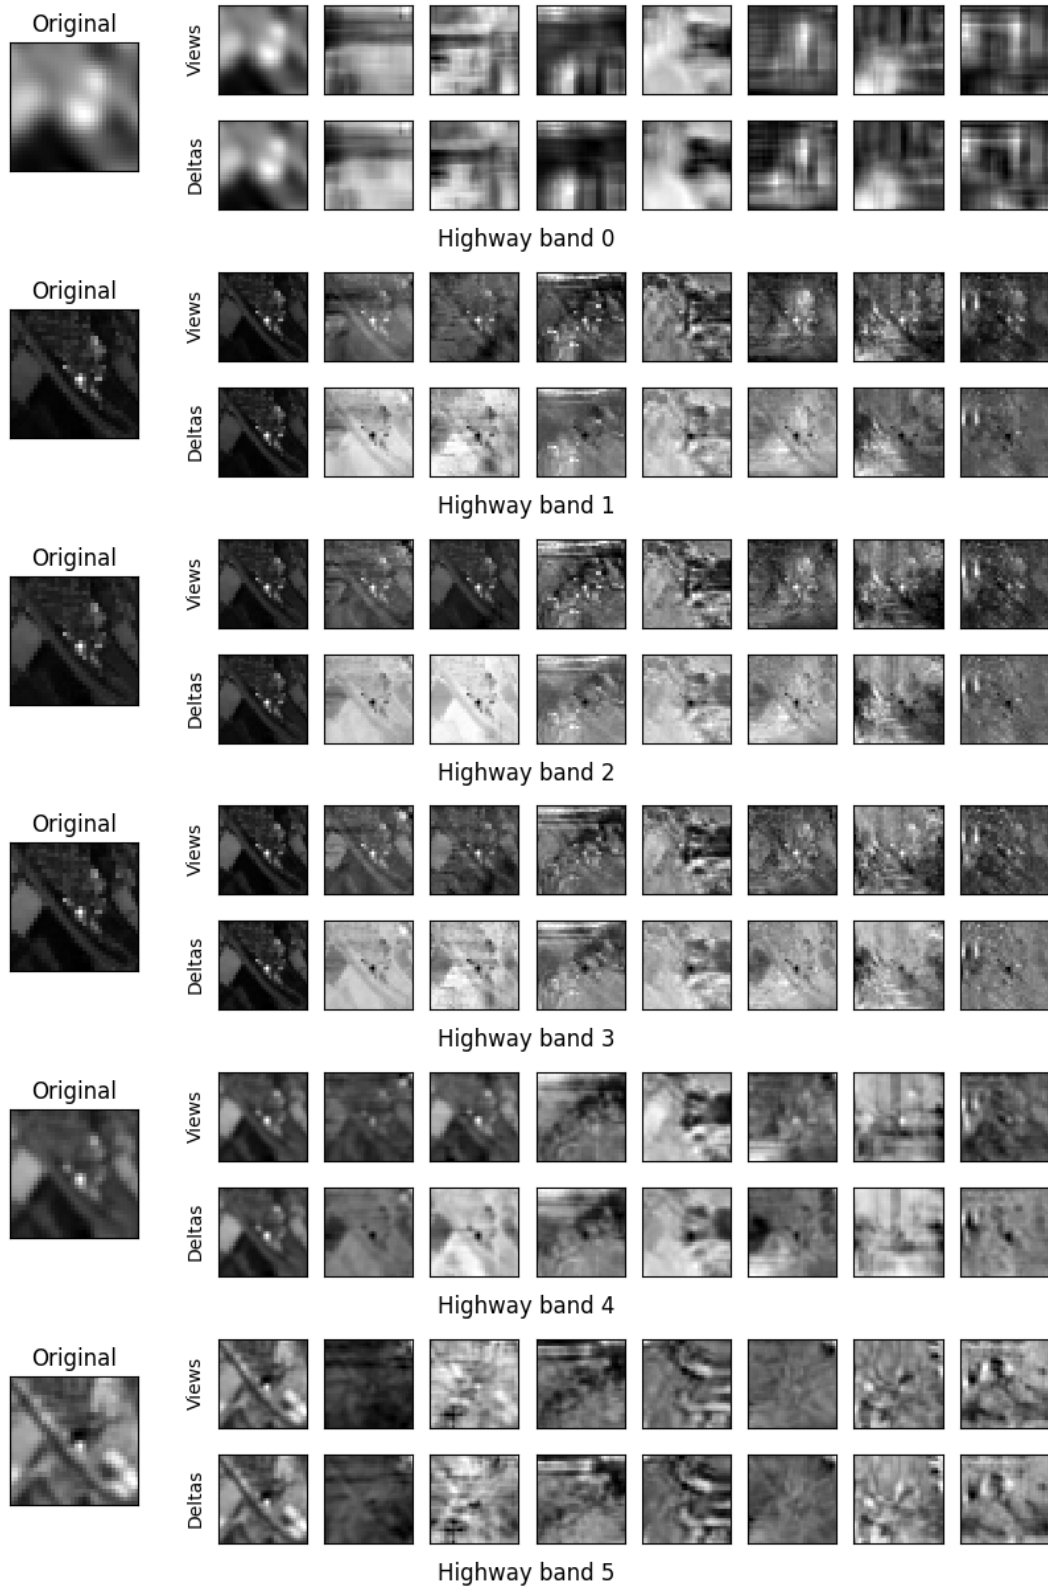 Original
Views
Deltas
Highway band 0
Original
Views
Deltas
Highway band 1
Original
Views
Deltas
Highway band 2
Original
Views
Deltas
Highway band 3
Original
Views
Deltas
Highway band 4
Original
Views
Deltas
Highway band 5